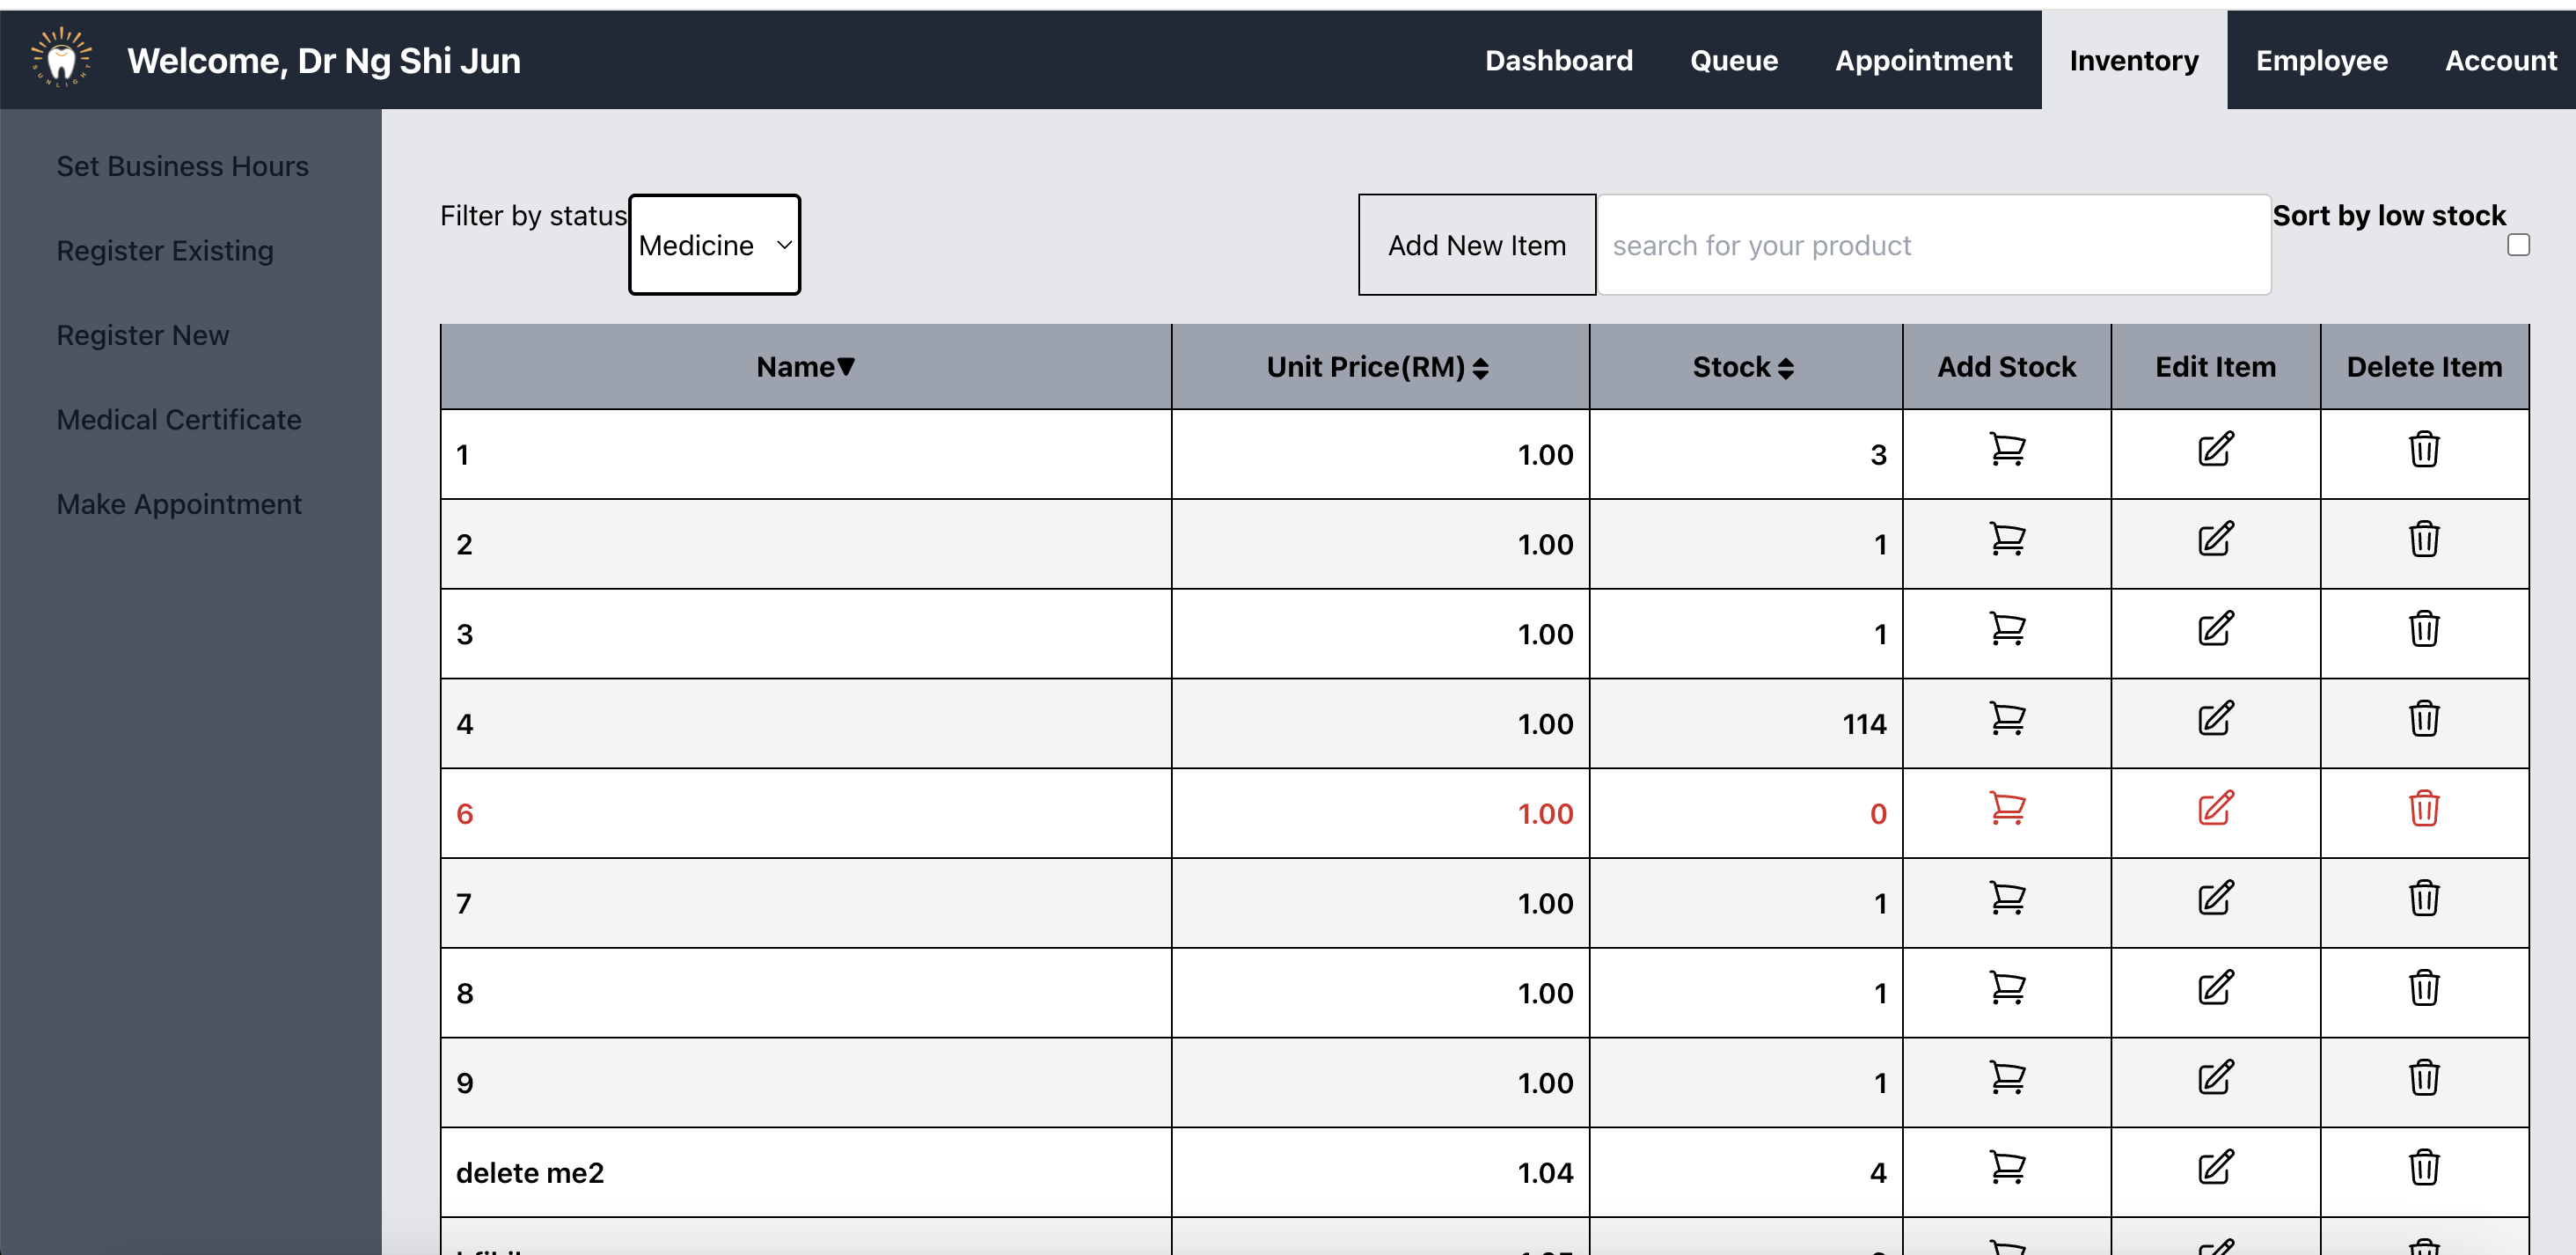 SUNLIGHT
Welcome, Dr Ng Shi Jun
Dashboard Queue Appointment Inventory Employee Account
Set Business Hours
Register Existing
Register New
Medical Certificate
Make Appointment
Filter by status Medicine Add New Item search for your product Sort by low stock
Name Unit Price(RM) Stock Add Stock Edit Item Delete Item
1 1.00 3
2 1.00 1
3 1.00 1
4 1.00 114
6 1.00 0
7 1.00 1
8 1.00 1
9 1.00 1
delete me2 1.04 4